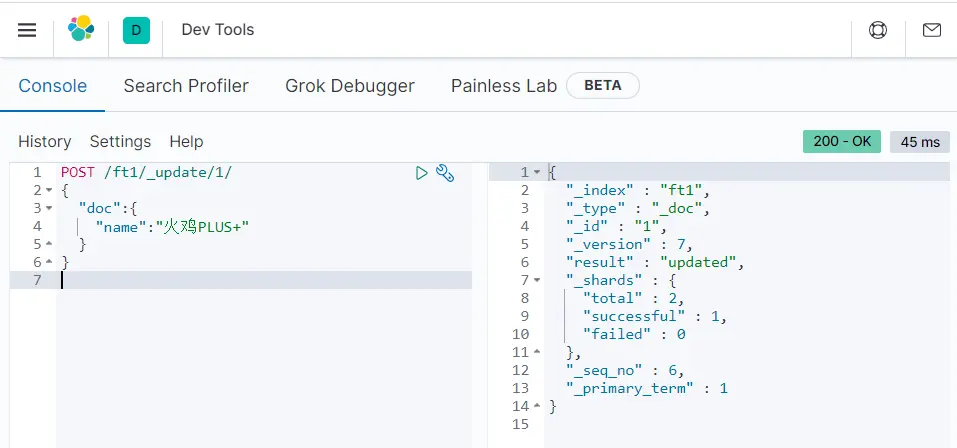 D Dev Tools
Console Search Profiler Grok Debugger Painless Lab BETA
History Settings Help 200 - OK 45 ms
1 POST /ft1/_update/1/
2 {
3 "doc":{
4 "name":"火鸡PLUS+"
5 }
6 }
7
1 {
2 "_index" : "ft1",
3 "_type" : "_doc",
4 "_id" : "1",
5 "_version" : 7,
6 "result" : "updated",
7 "_shards" : {
8 "total" : 2,
9 "successful" : 1,
10 "failed" : 0
11 },
12 "_seq_no" : 6,
13 "_primary_term" : 1
14 }
15